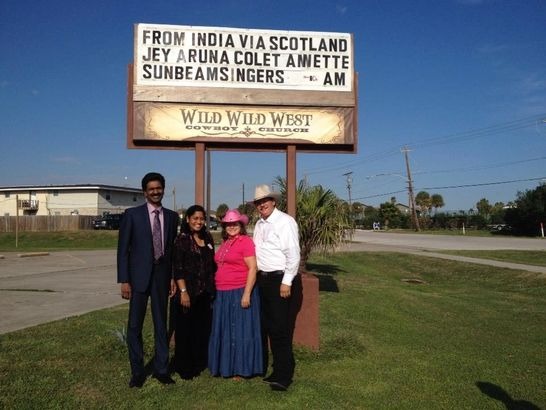 FROM INDIA VIA SCOTLAND
JEY ARUNA COLET ANNETTE
SUNBEAMSINGERS AM
WILD WILD WEST
COWBOY CHURCH